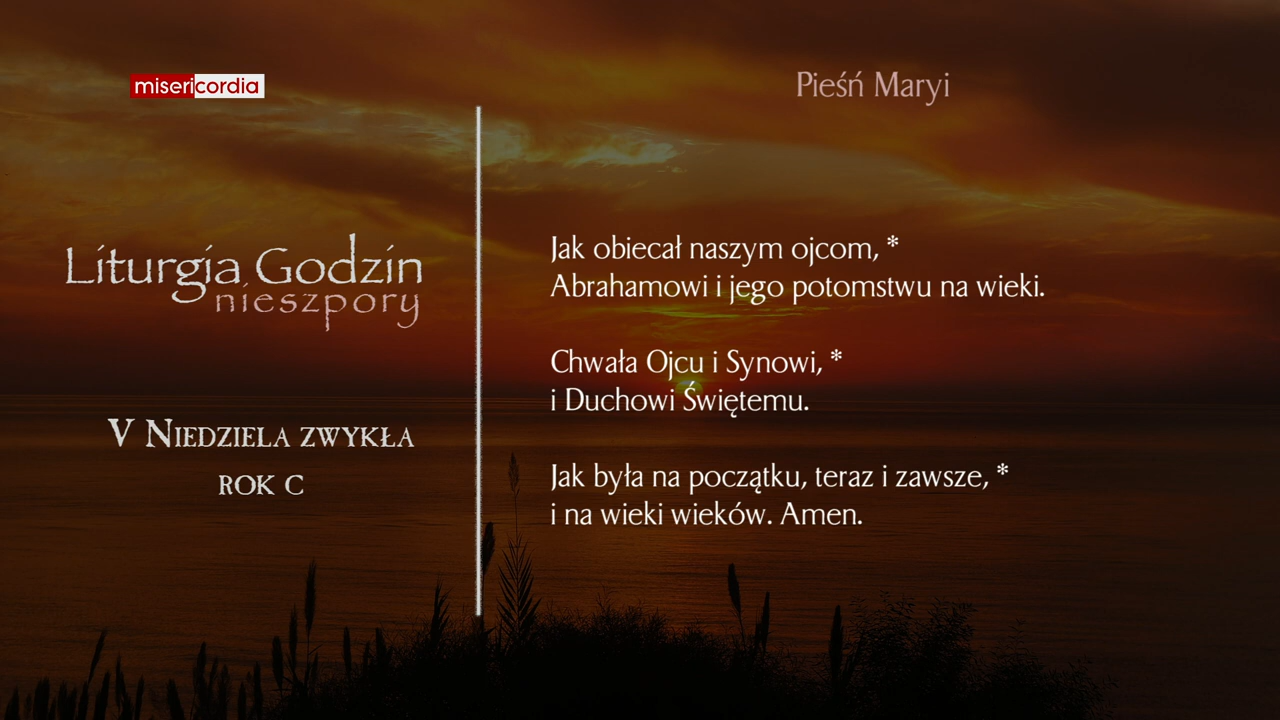 misericordia
Pieśń Maryi
Liturgia Godzin
nieszpory
V Niedziela zwykła
rok C
Jak obiecał naszym ojcom, *
Abrahamowi i jego potomstwu na wieki.
Chwała Ojcu i Synowi, *
i Duchowi Świętemu.
Jak była na początku, teraz i zawsze, *
i na wieki wieków. Amen.